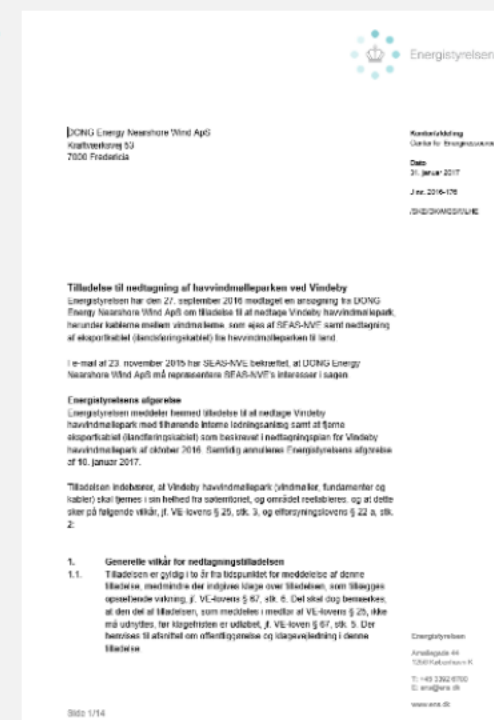 Energistyrelsen
DONG Energy Nearshore Wind ApS
Kraftværksvej 53
7000 Fredericia
Kontor/afdeling
Center for Energiressourcer
Dato
31. januar 2017
J nr. 2016-176
Tilladelse til nedtagning af havvindmølleparken ved Vindeby
Energistyrelsen har den 27. september 2016 modtaget en ansøgning fra DONG
Energy Nearshore Wind ApS om tilladelse til at nedtage Vindeby havvindmøllepark,
herunder kablerne mellem vindmøllerne, som ejes af SEAS-NVE samt nedtagning
af eksportkablet (ilandføringskablet) fra havvindmølleparken til land.
I e-mail af 23. november 2015 har SEAS-NVE bekræftet, at DONG Energy
Nearshore Wind ApS må repræsentere SEAS-NVE's interesser i sagen
Energistyrelsens afgørelse
Energistyrelsen meddeler hermed tilladelse til at nedtage Vindeby
havvindmøllepark med tilhørende interne ledningsanlæg samt at fjerne
eksportkablet (ilandføringskablet) som beskrevet i nedtagningsplan for Vindeby
havvindmøllepark af oktober 2016. Samtidig annulleres Energistyrelsens afgørelse
af 10. januar 2017.
Tilladelsen indebærer, at Vindeby havvindmøllepark (vindmøller, fundamenter og
kabler) skal fjernes i sin helhed fra søterritoriet, og området reetableres, og at dette
sker på følgende vilkår, jf. VE-lovens § 25, stk. 3, og elforsyningslovens § 22 a, stk.
2:
1. Generelle vilkår for nedtagningstilladelsen
1.1. Tilladelsen er gyldig i to år fra tidspunktet for meddelelse af denne
tilladelse, medmindre der indgives klage over tilladelsen, som tillægges
opsættende virkning, jf. VE-lovens § 67, stk. 6. Det skal dog bemærkes,
at den del af tilladelsen, som meddeles i medfør af VE-lovens § 25, ikke
må udnyttes, før klagefristen er udløbet, jf. VE-lovens § 67, stk. 5. Der
henvises til afsnittet om offentliggørelse og klagevejledning i denne
tilladelse.
Energistyrelsen
Amaliegade 44
1256 København K
T: +45 3392 6700
E: ens@ens.dk
www.ens.dk
Side 1/14